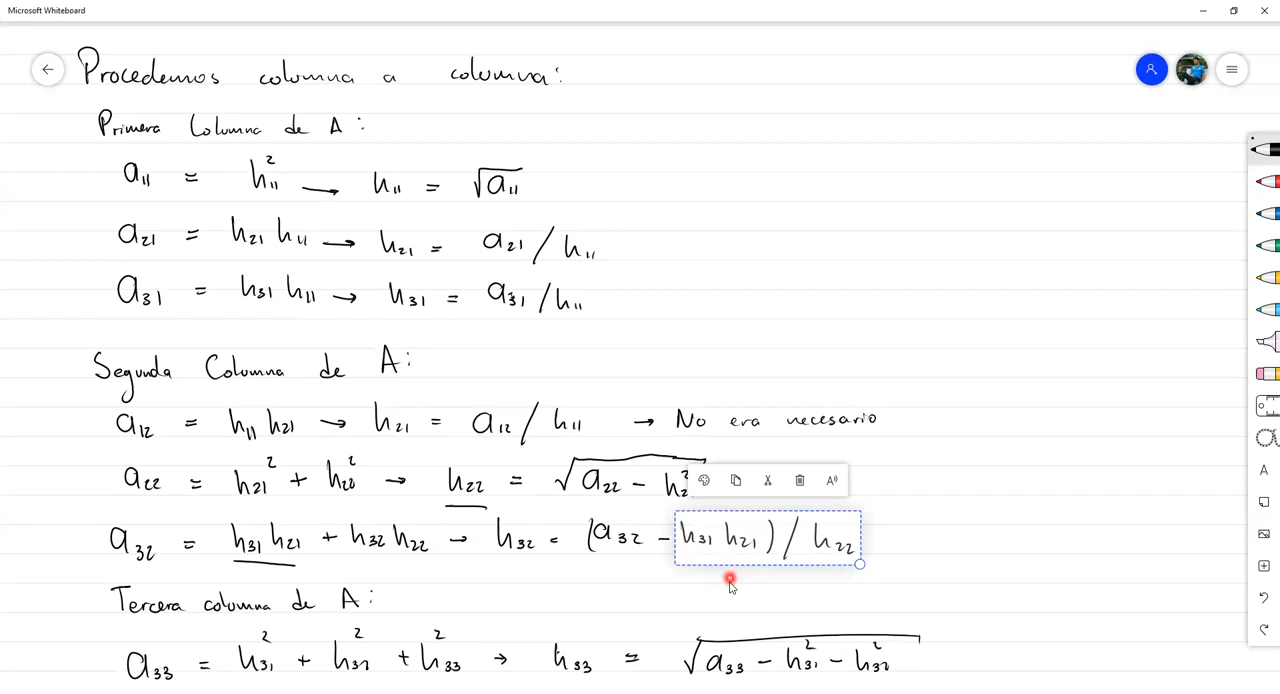 Microsoft Whiteboard
Procedemos columna a columna:
Primera Columna de A:
a₁₁ = h₁₁² → h₁₁ = √a₁₁
a₂₁ = h₂₁ h₁₁ → h₂₁ = a₂₁ / h₁₁
a₃₁ = h₃₁ h₁₁ → h₃₁ = a₃₁ / h₁₁
Segunda Columna de A:
a₁₂ = h₁₁ h₂₁ → h₂₁ = a₁₂ / h₁₁ → No era necesario
a₂₂ = h₂₁² + h₂₂² → h₂₂ = √a₂₂ - h₂
a₃₂ = h₃₁ h₂₁ + h₃₂ h₂₂ → h₃₂ = (a₃₂ - h₃₁ h₂₁) / h₂₂
Tercera columna de A:
a₃₃ = h₃₁² + h₃₂² + h₃₃² → h₃₃ = √a₃₃ - h₃₁² - h₃₂²